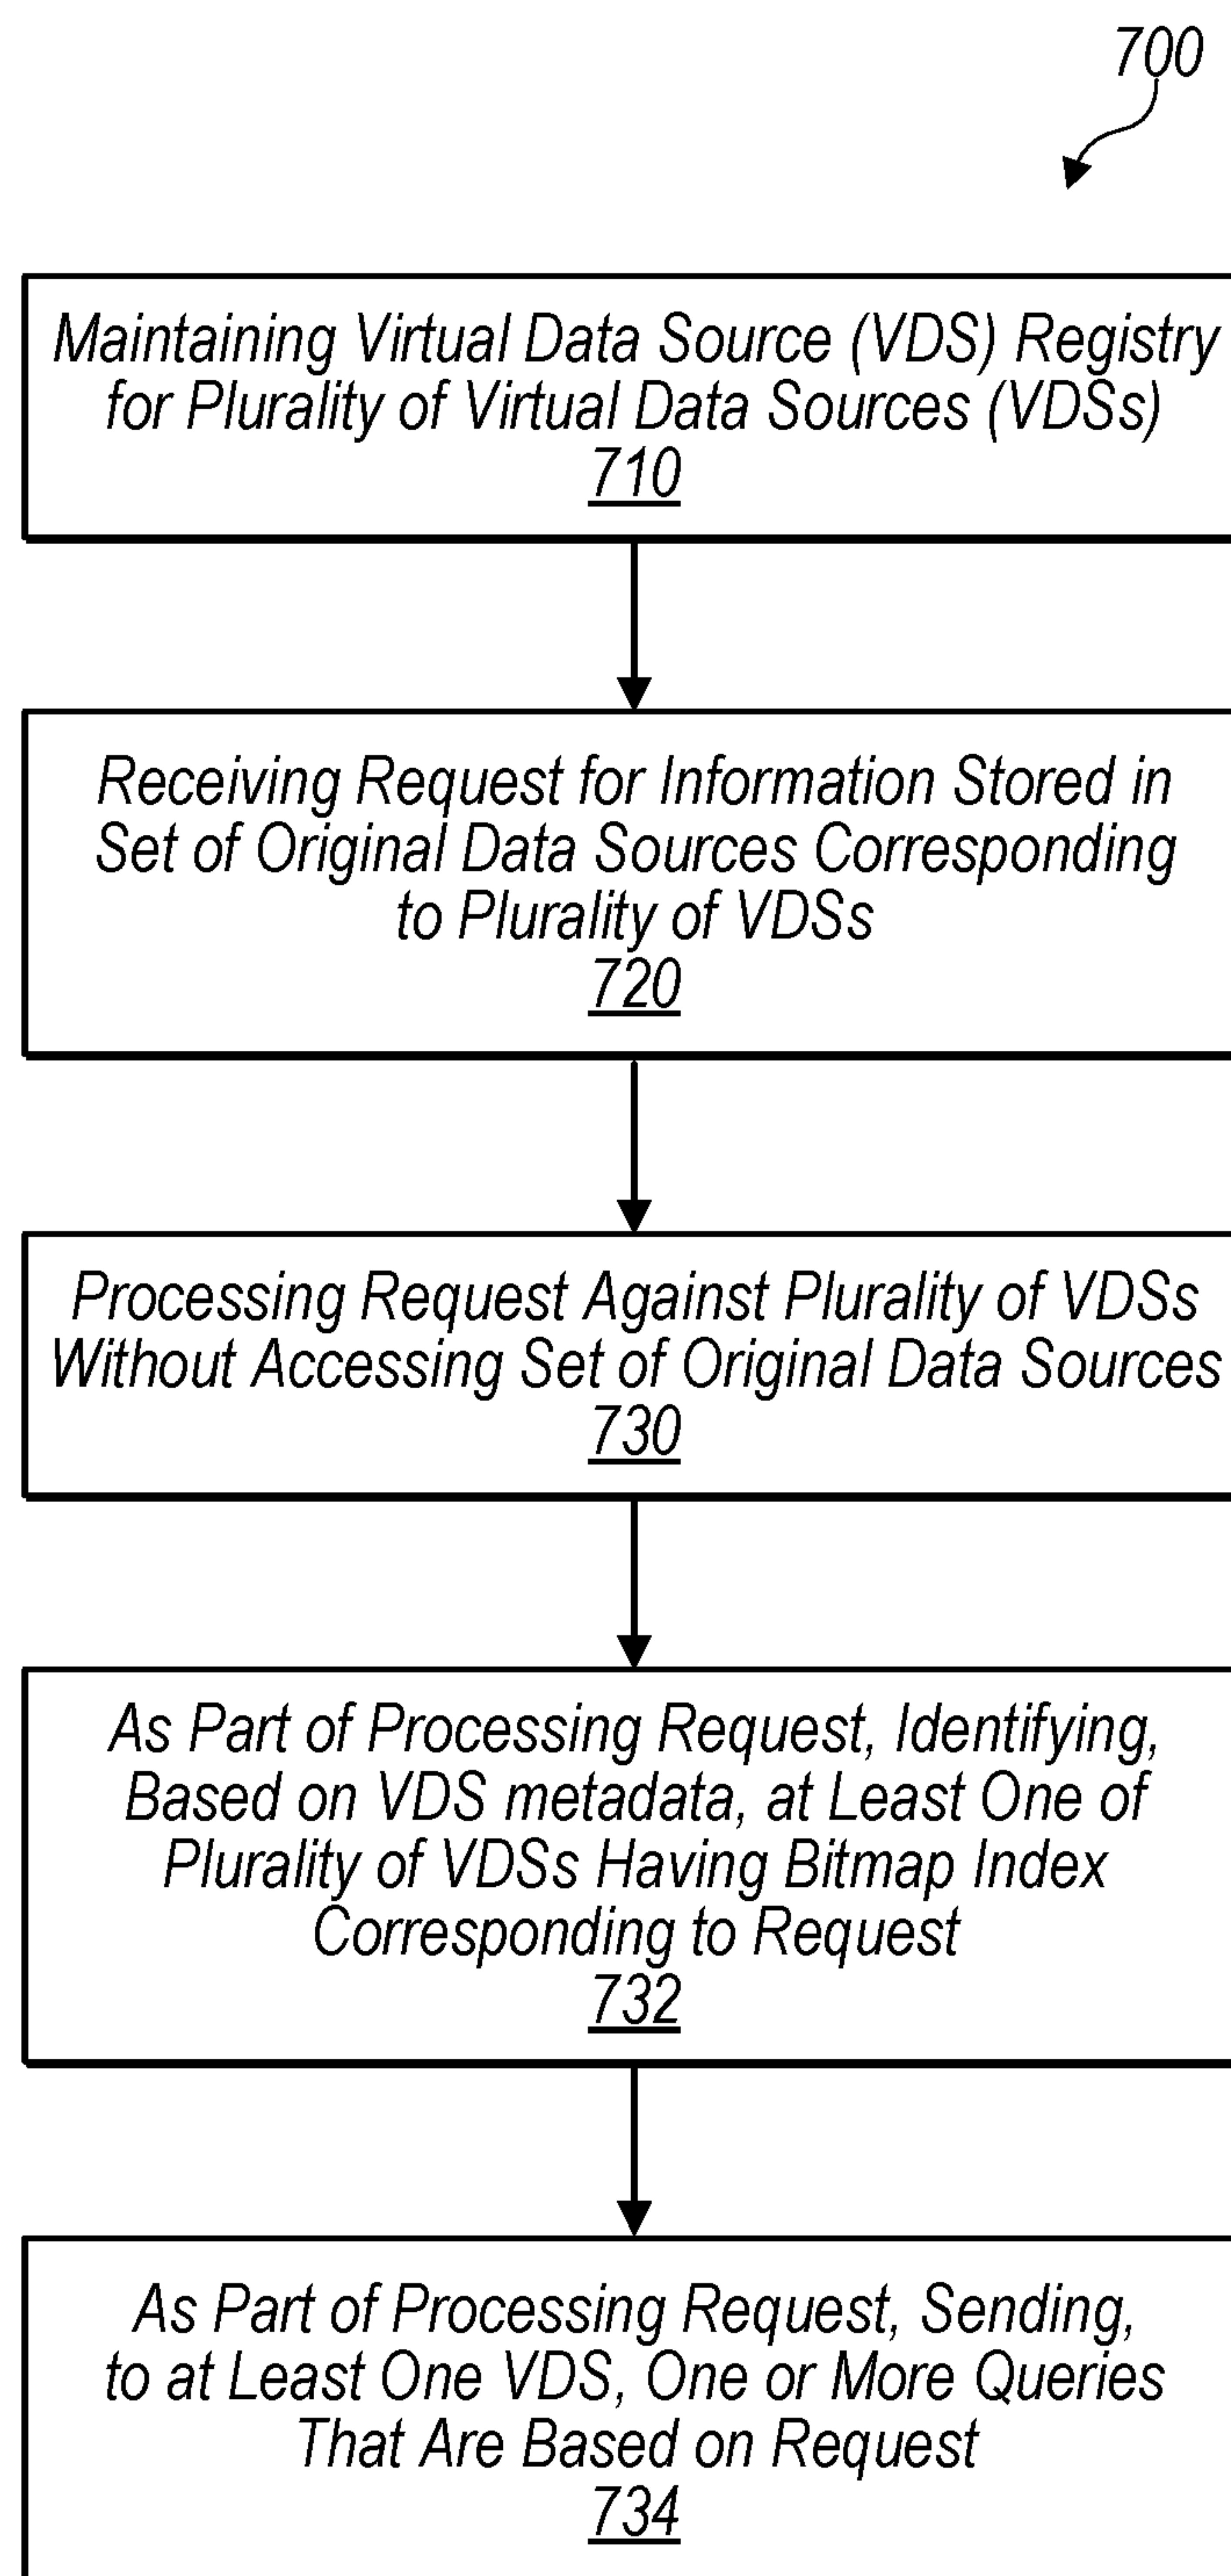 700
Maintaining Virtual Data Source (VDS) Registry
for Plurality of Virtual Data Sources (VDSs)
710
Receiving Request for Information Stored in
Set of Original Data Sources Corresponding
to Plurality of VDSs
720
Processing Request Against Plurality of VDSs
Without Accessing Set of Original Data Sources
730
As Part of Processing Request, Identifying,
Based on VDS metadata, at Least One of
Plurality of VDSs Having Bitmap Index
Corresponding to Request
732
As Part of Processing Request, Sending,
to at Least One VDS, One or More Queries
That Are Based on Request
734